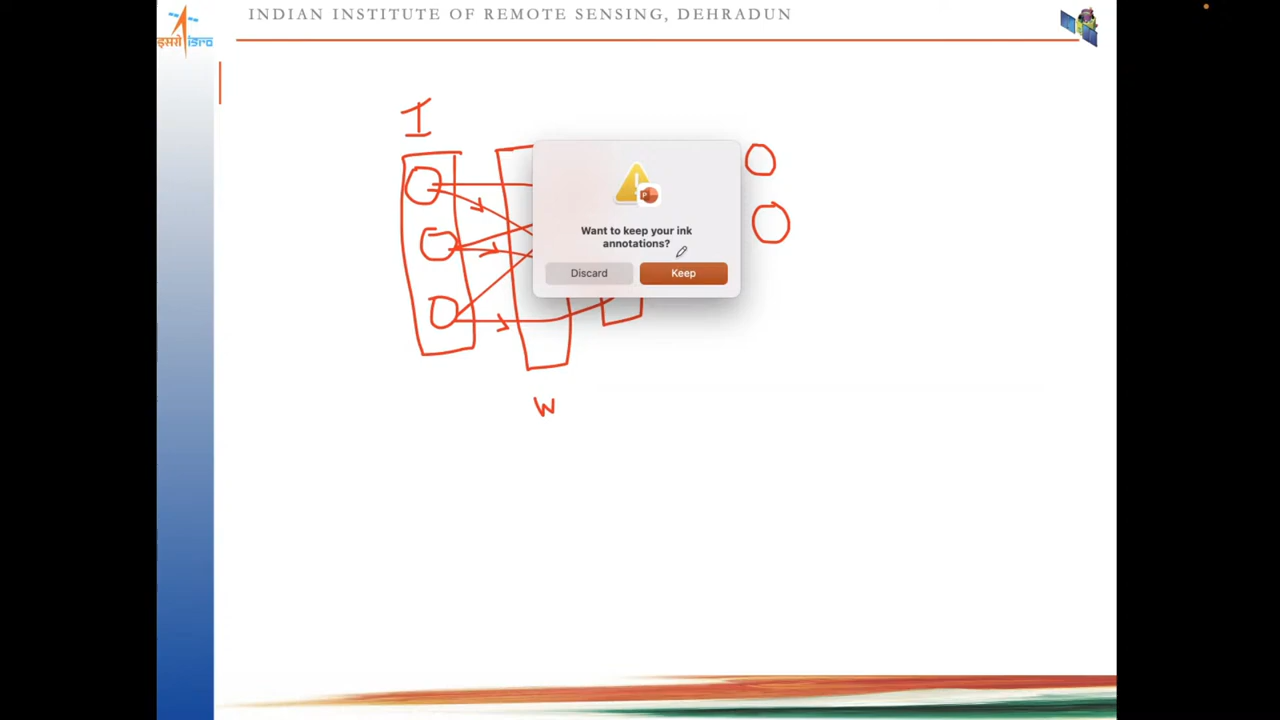 INDIAN INSTITUTE OF REMOTE SENSING, DEHRADUN
इसरो isro
I
Want to keep your ink
annotations?
Discard
Keep
W